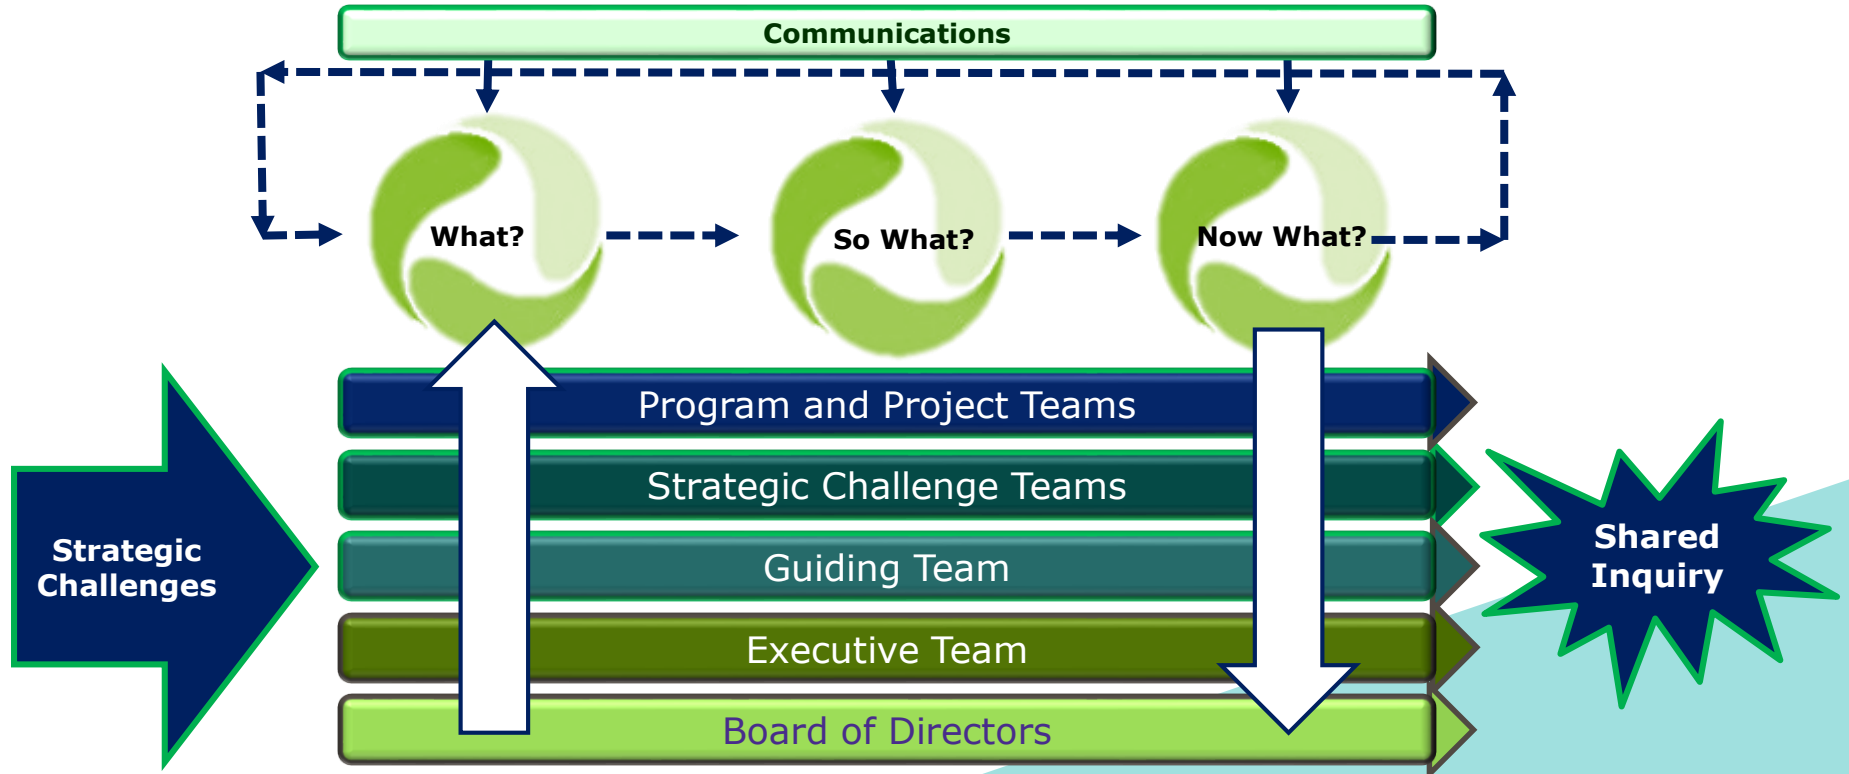 Communications
What?
So What?
Now What?
Program and Project Teams
Strategic Challenge Teams
Guiding Team
Executive Team
Board of Directors
Strategic
Challenges
Shared
Inquiry